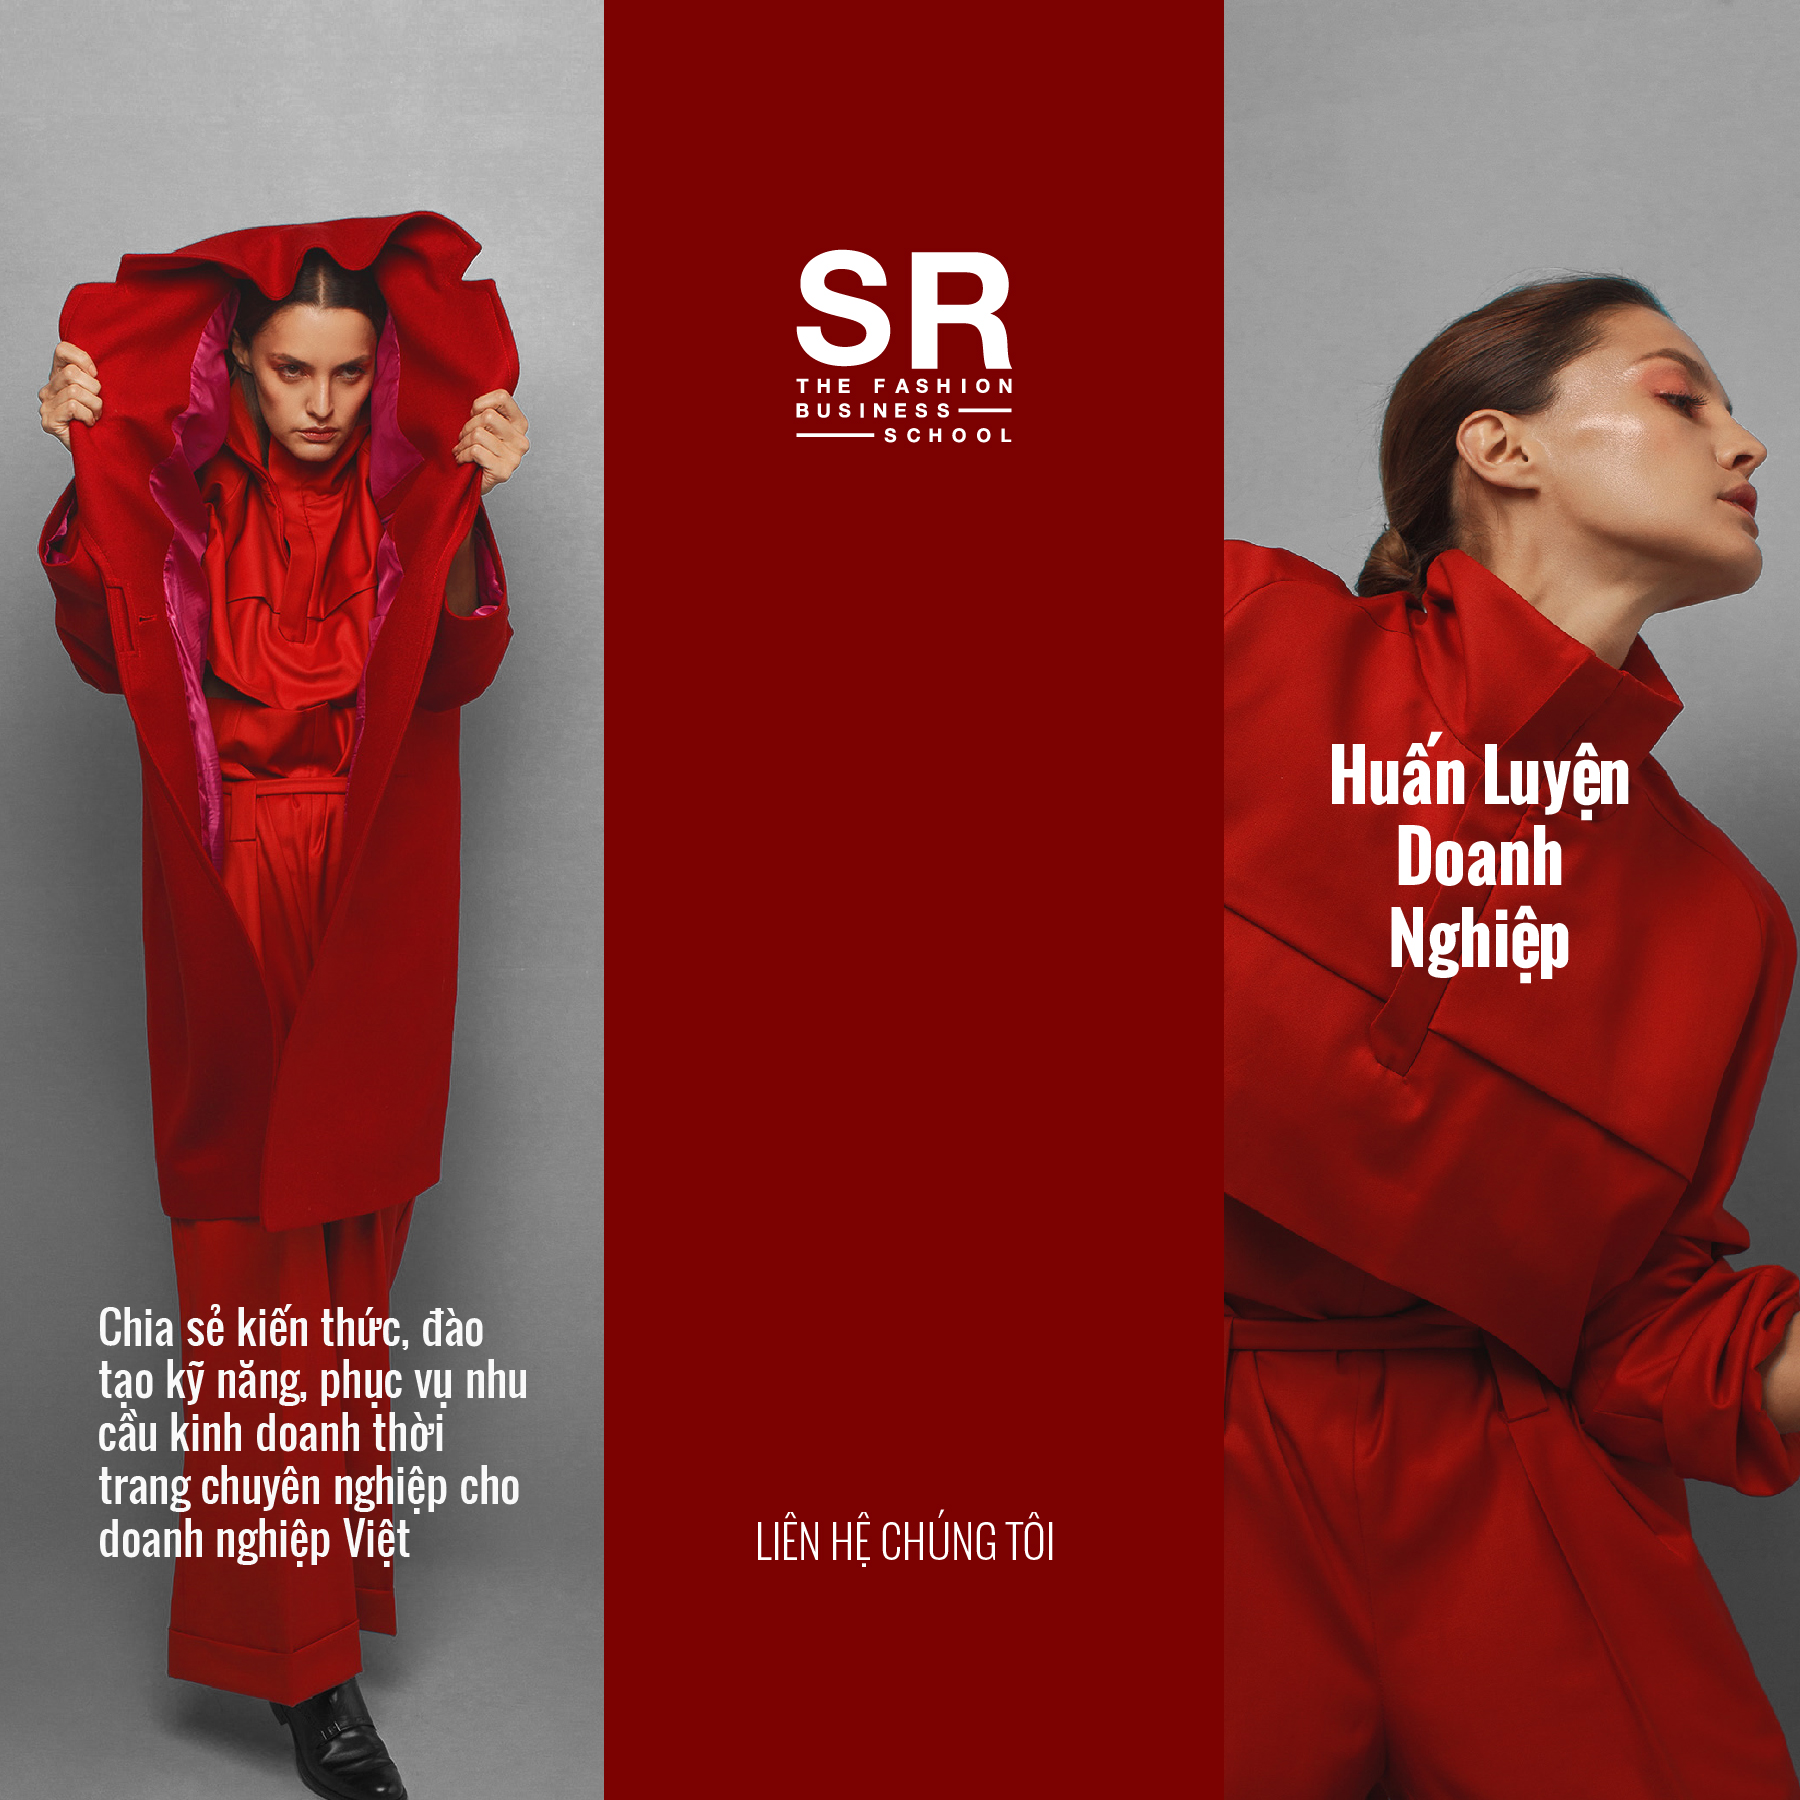 Chia sẻ kiến thức, đào
tạo kỹ năng, phục vụ nhu
cầu kinh doanh thời
trang chuyên nghiệp cho
doanh nghiệp Việt
SR
THE FASHION
BUSINESS
SCHOOL
LIÊN HỆ CHÚNG TÔI
Huấn Luyện
Doanh
Nghiệp